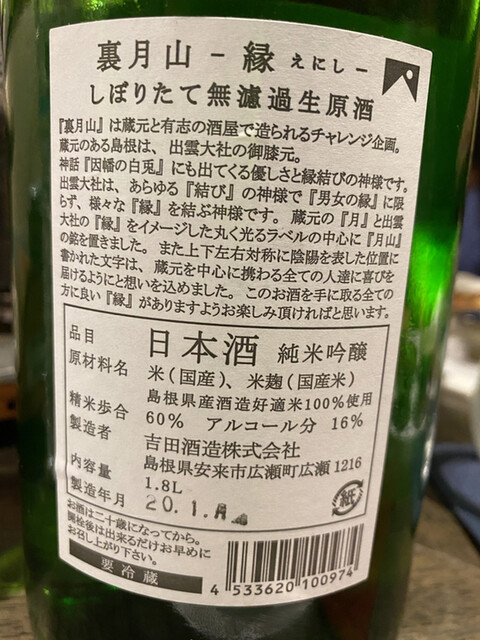 裏月山 – 縁 えにし –
しぼりたて無濾過生原酒
『裏月山』は蔵元と有志の酒屋で造られるチャレンジ企画。
蔵元のある島根は、出雲大社の御膝元。
神話『因幡の白兎』にも出てくる優しさと縁結びの神様です。
出雲大社は、あらゆる『結び』の神様で『男女の縁』に限
らず、様々な『縁』を結ぶ神様です。蔵元の『月』と出雲
大社の『縁』をイメージした丸く光るラベルの中心に『月山』
の銘を置きました。また上下左右対称に陰陽を表した位置に
書かれた文字は、蔵元を中心に携わる全ての人達に喜びを
届けるようにと想いを込めました。このお酒を手に取る全ての
方に良い『縁』がありますようお楽しみ頂ければと思います。
品目 日本酒 純米吟醸
原材料名 米(国産)、米麹(国産米)
島根県産酒造好適米100%使用
精米歩合 60% アルコール分 16%
製造者 吉田酒造株式会社
島根県安来市広瀬町広瀬1216
内容量 1.8L
製造年月 20.1.月
お酒は二十歳になってから。
開栓後は出来るだけお早めに
お召し上がり下さい。
要冷蔵
紙
4 533620 100974